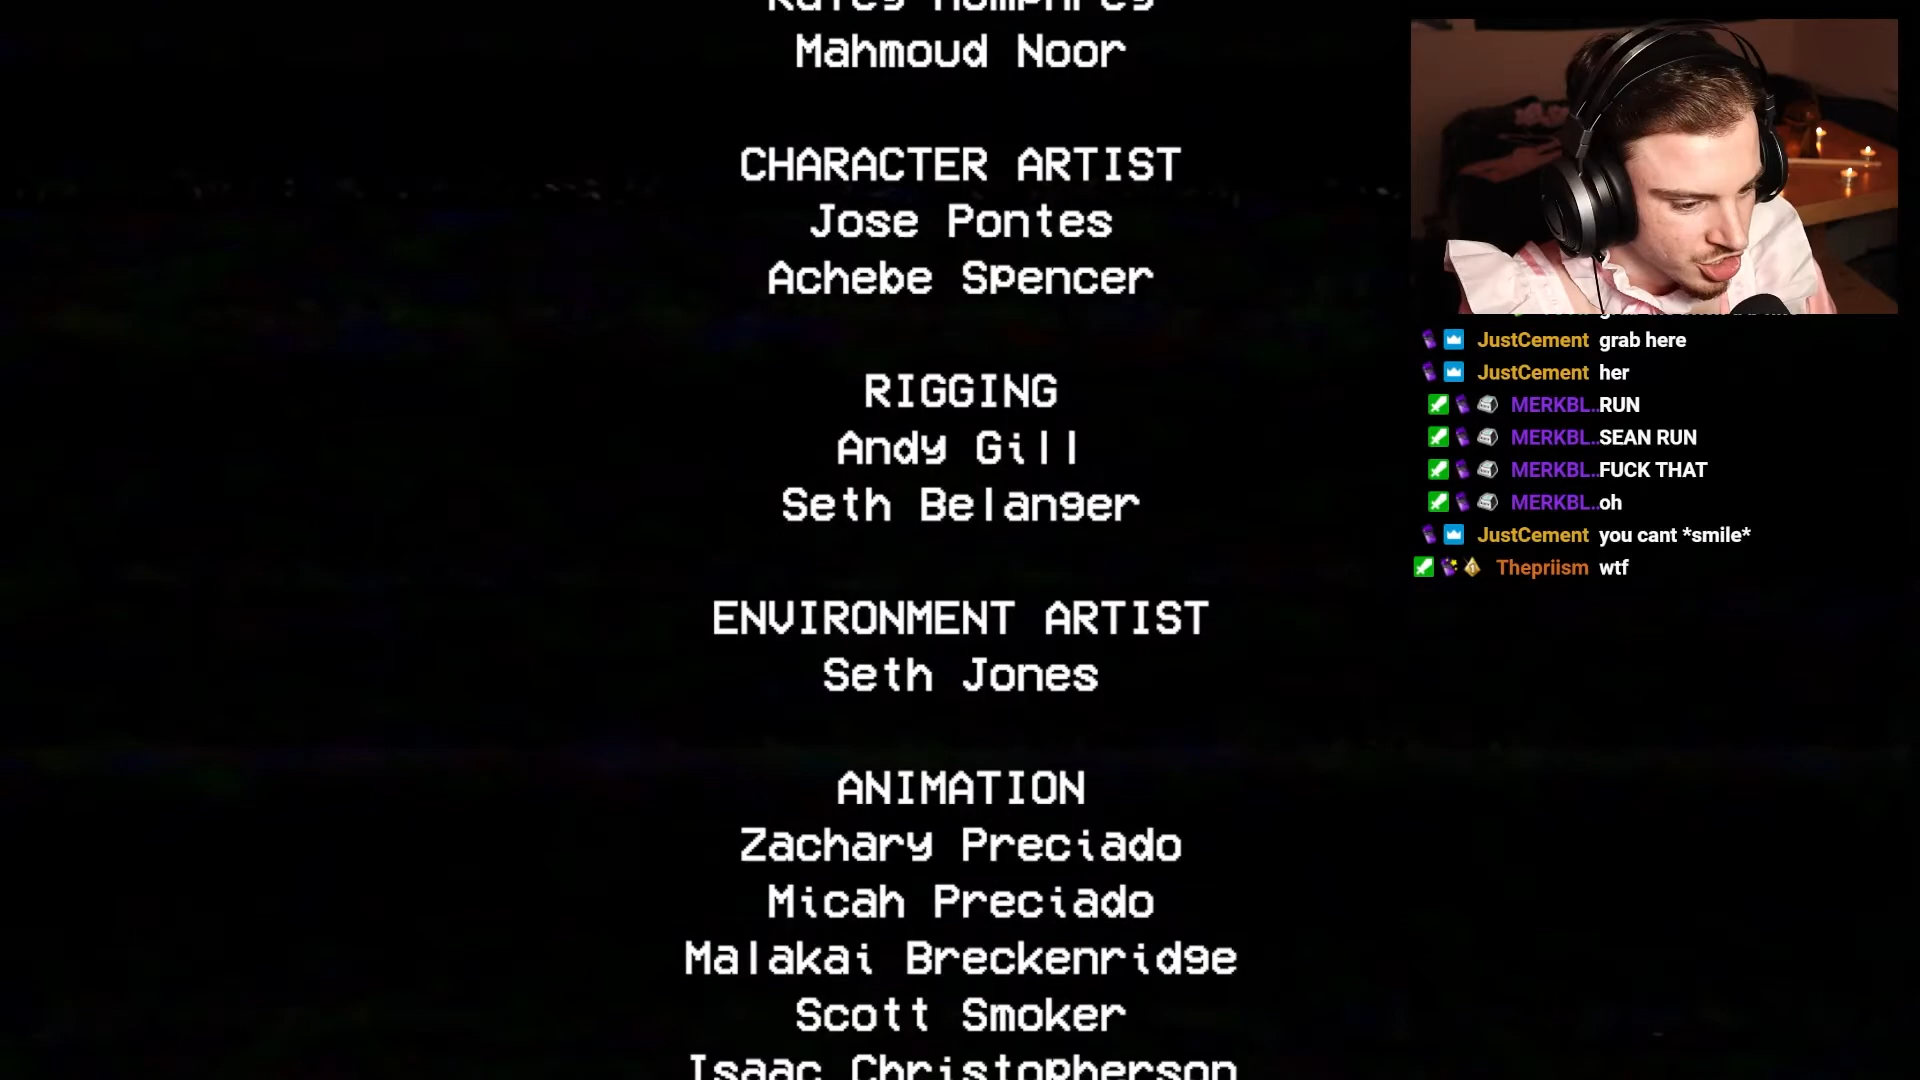 Mahmoud Noor
CHARACTER ARTIST
Jose Pontes
Achebe Spencer
RIGGING
Andy Gill
Seth Belanger
ENVIRONMENT ARTIST
Seth Jones
ANIMATION
Zachary Preciado
Micah Preciado
Malakai Breckenridge
Scott Smoker
Isaac Christopherson
JustCement grab here
JustCement her
MERKBL..RUN
MERKBL..SEAN RUN
MERKBL..FUCK THAT
MERKBL..oh
JustCement you cant *smile*
Thepriism wtf